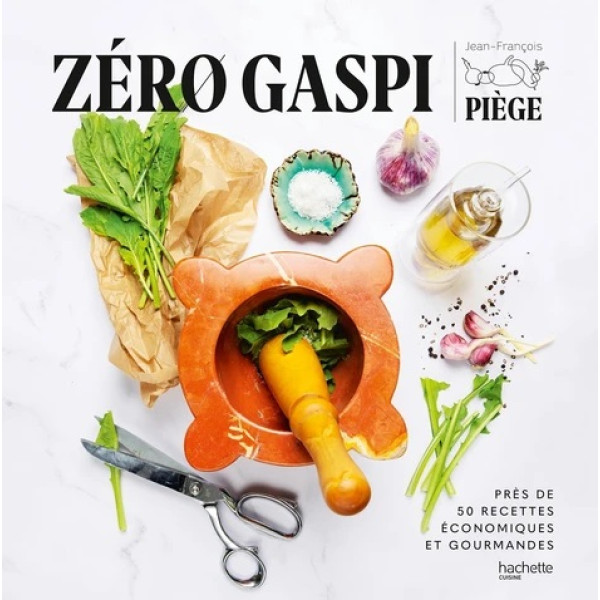 ZÉRØ GASPI
Jean-François
PIÈGE
PRÈS DE
50 RECETTES
ÉCONOMIQUES
ET GOURMANDES
hachette
CUISINE